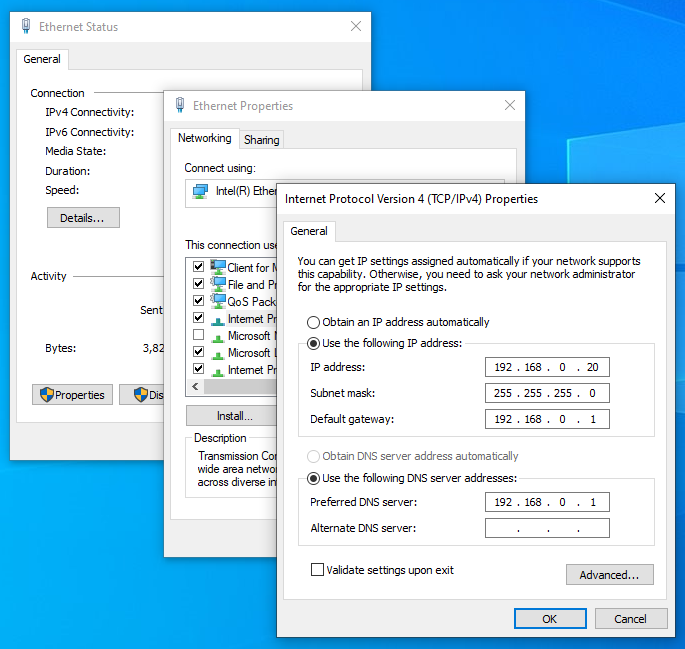 Ethernet Status
General
Connection
IPv4 Connectivity:
IPv6 Connectivity:
Media State:
Duration:
Speed:
Details...
Activity
Sent
Bytes: 3,82
Properties
Dis
Ethernet Properties
Networking Sharing
Connect using:
Intel(R) Ether
This connection use
Client for M
File and Pr
QoS Pack
Internet Pr
Microsoft N
Microsoft L
Internet Pr
Install...
Description
Transmission Con
wide area netwo
across diverse in
Internet Protocol Version 4 (TCP/IPv4) Properties
General
You can get IP settings assigned automatically if your network supports
this capability. Otherwise, you need to ask your network administrator
for the appropriate IP settings.
Obtain an IP address automatically
Use the following IP address:
IP address: 192 . 168 . 0 . 20
Subnet mask: 255 . 255 . 255 . 0
Default gateway: 192 . 168 . 0 . 1
Obtain DNS server address automatically
Use the following DNS server addresses:
Preferred DNS server: 192 . 168 . 0 . 1
Alternate DNS server: . . .
Validate settings upon exit
Advanced...
OK Cancel